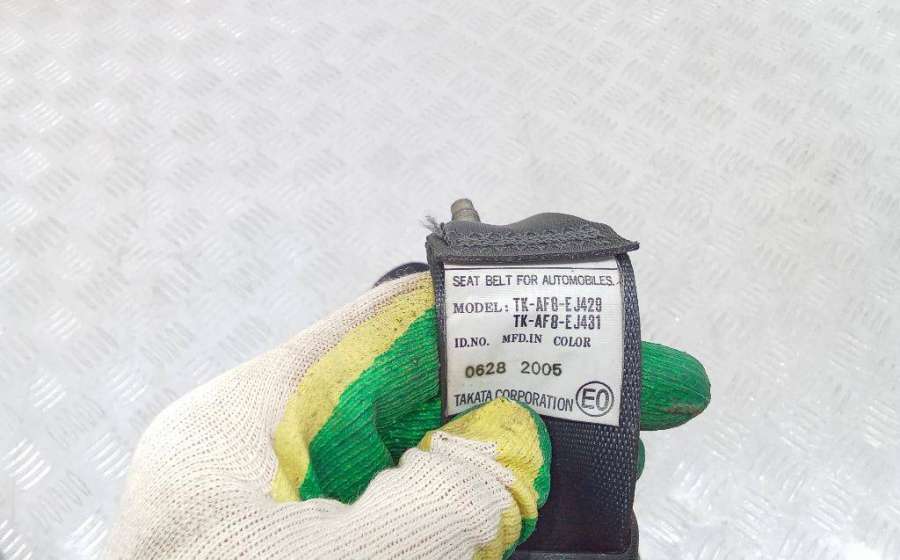 SEAT BELT FOR AUTOMOBILES.
MODEL: TK-AF8-EJ429
TK-AF8-EJ431
ID.NO. MFD.IN COLOR
0628 2005
TAKATA CORPORATION E0